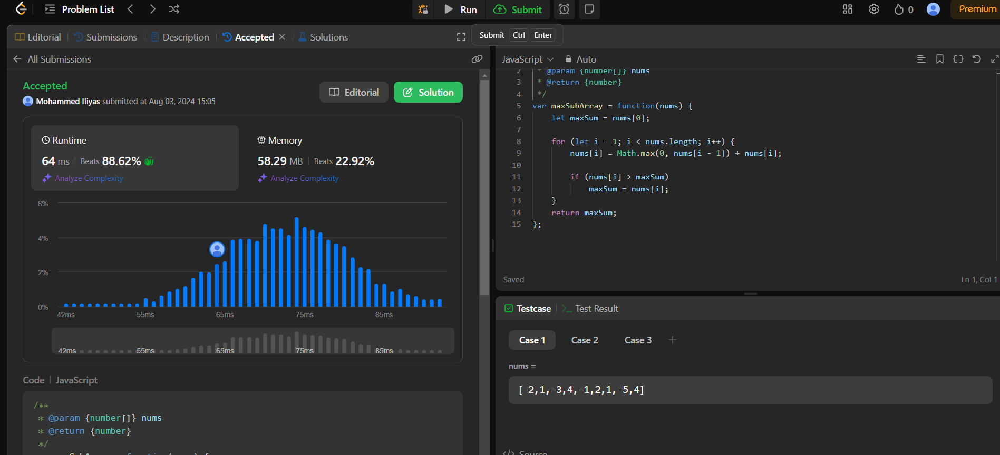 Problem List
Run
Submit
0
Premium
Editorial
Submissions
Description
Accepted
Solutions
Submit Ctrl Enter
All Submissions
Accepted
Mohammed Iliyas submitted at Aug 03, 2024 15:05
Editorial
Solution
Runtime
64 ms | Beats 88.62%
Analyze Complexity
Memory
58.29 MB | Beats 22.92%
Analyze Complexity
6%
4%
2%
0%
42ms 55ms 65ms 75ms 85ms
42ms 55ms 65ms 75ms 85ms
Code | JavaScript
/**
* @param {number[]} nums
* @return {number}
*/
JavaScript
Auto
2 * @param {number[]} nums
3 * @return {number}
4 */
5 var maxSubArray = function(nums) {
6 let maxSum = nums[0];
7
8 for (let i = 1; i < nums.length; i++) {
9 nums[i] = Math.max(0, nums[i - 1]) + nums[i];
10
11 if (nums[i] > maxSum)
12 maxSum = nums[i];
13 }
14 return maxSum;
15 };
Saved
Ln 1, Col 1
Testcase
Test Result
Case 1 Case 2 Case 3 +
nums =
[-2,1,-3,4,-1,2,1,-5,4]
Source